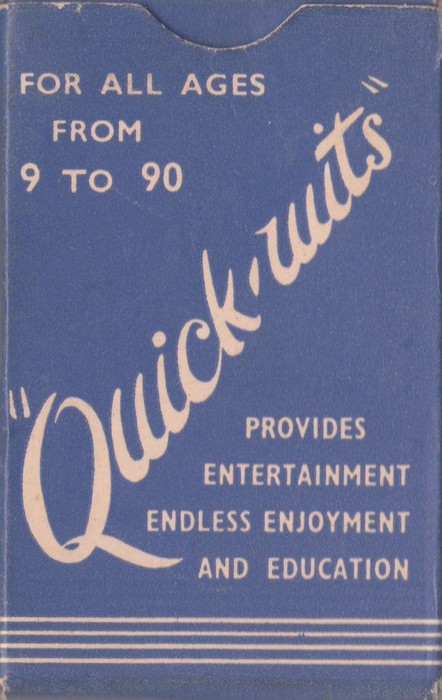 FOR ALL AGES
FROM
9 TO 90
"Quick-wits"
PROVIDES
ENTERTAINMENT
ENDLESS ENJOYMENT
AND EDUCATION